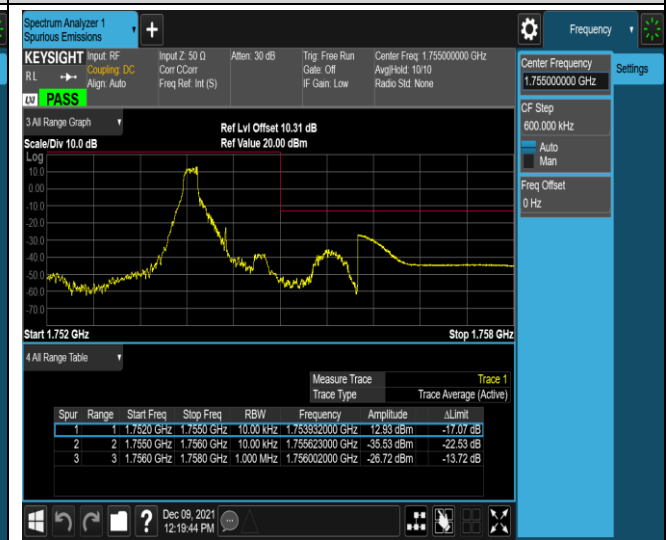 Spectrum Analyzer 1
Spurious Emissions
+
Frequency
KEYSIGHT
R L
LXI
PASS
Input: RF
Coupling: DC
Align: Auto
Input Z: 50 Ω
Corr CCorr
Freq Ref: Int (S)
Atten: 30 dB
Trig: Free Run
Gate: Off
IF Gain: Low
Center Freq: 1.755000000 GHz
Avg|Hold: 10/10
Radio Std: None
Center Frequency
1.755000000 GHz
Settings
CF Step
600.000 kHz
Auto
Man
Freq Offset
0 Hz
3 All Range Graph
Scale/Div 10.0 dB
Ref Lvl Offset 10.31 dB
Ref Value 20.00 dBm
Log
10.0
0.00
-10.0
-20.0
-30.0
-40.0
-50.0
-60.0
-70.0
Start 1.752 GHz
Stop 1.758 GHz
4 All Range Table
Measure Trace Trace 1
Trace Type Trace Average (Active)
Spur Range Start Freq Stop Freq RBW Frequency Amplitude ΔLimit
1 1 1.7520 GHz 1.7550 GHz 10.00 kHz 1.753932000 GHz 12.93 dBm -17.07 dB
2 2 1.7550 GHz 1.7560 GHz 10.00 kHz 1.755623000 GHz -35.53 dBm -22.53 dB
3 3 1.7560 GHz 1.7580 GHz 1.000 MHz 1.756002000 GHz -26.72 dBm -13.72 dB
?
Dec 09, 2021
12:19:44 PM